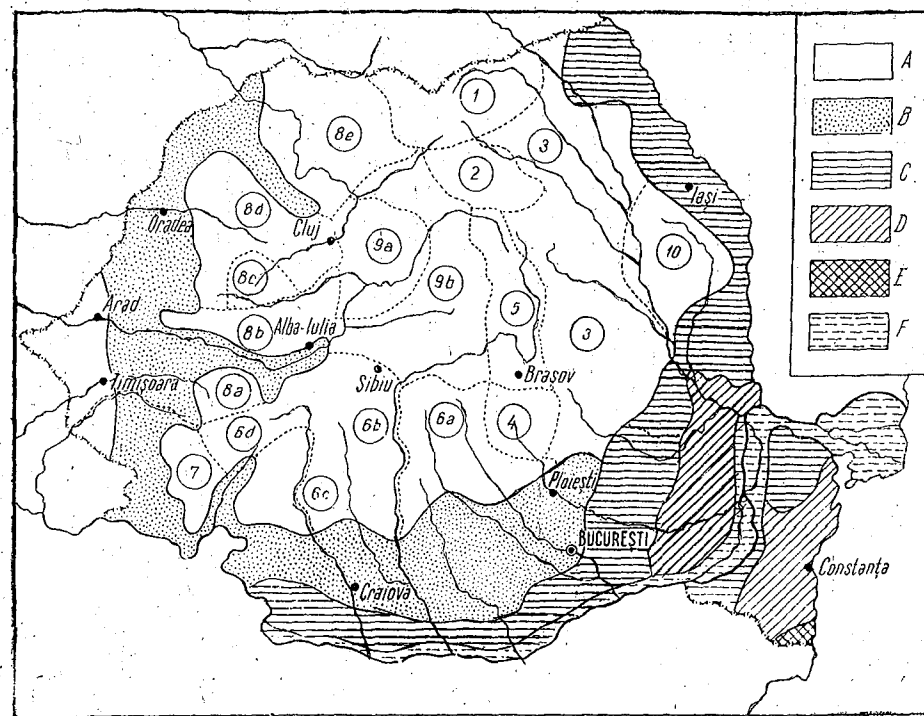 A
B
C
D
E
F
1
8e
3
2
Iași
8d
Oradea
Cluj
9a
10
8c
9b
Arad
8b
Alba-Iulia
5
3
Timișoara
8a
Sibiu
Brașov
6d
6b
6a
4
7
6c
Ploiești
BUCUREȘTI
Constanța
Craiova